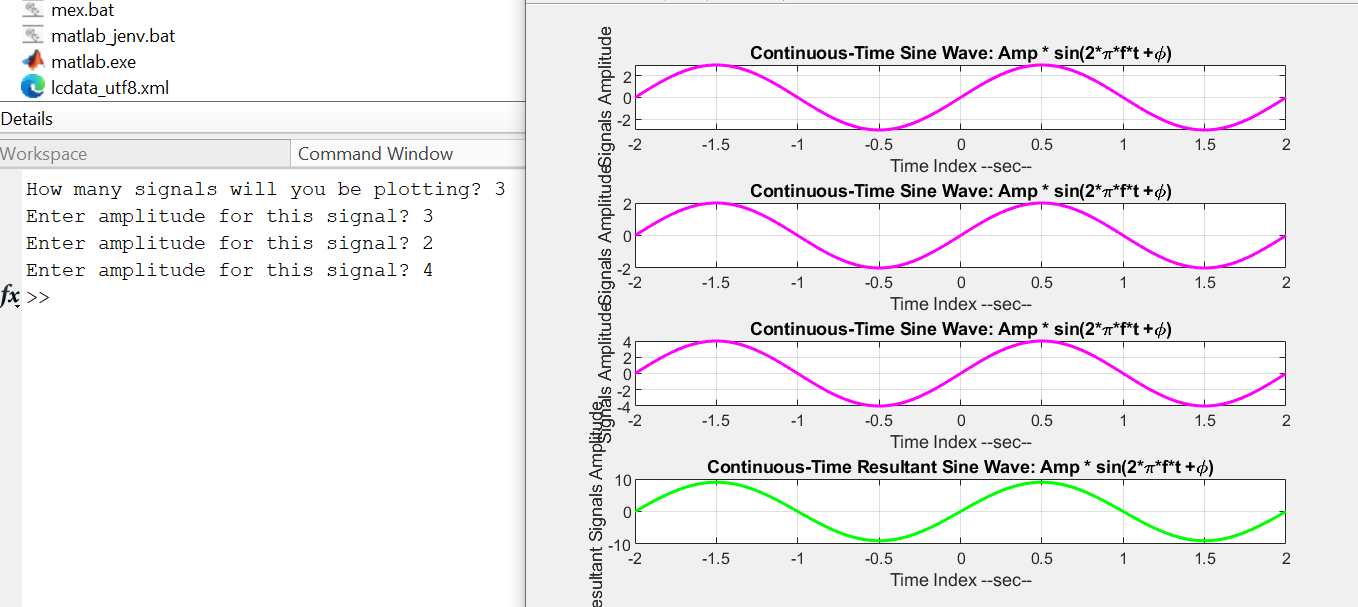 mex.bat
matlab_jenv.bat
matlab.exe
lcdata_utf8.xml
Details
Workspace
Command Window
How many signals will you be plotting? 3
Enter amplitude for this signal? 3
Enter amplitude for this signal? 2
Enter amplitude for this signal? 4
fx >>
Continuous-Time Sine Wave: Amp * sin(2*π*f*t +ϕ)
Signals Amplitude
2
0
-2
-2 -1.5 -1 -0.5 0 0.5 1 1.5 2
Time Index --sec--
Continuous-Time Sine Wave: Amp * sin(2*π*f*t +ϕ)
Signals Amplitude
2
0
-2
-2 -1.5 -1 -0.5 0 0.5 1 1.5 2
Time Index --sec--
Continuous-Time Sine Wave: Amp * sin(2*π*f*t +ϕ)
Signals Amplitude
4
2
0
-2
-4
-2 -1.5 -1 -0.5 0 0.5 1 1.5 2
Time Index --sec--
Continuous-Time Resultant Sine Wave: Amp * sin(2*π*f*t +ϕ)
esultant Signals Amplitude
10
0
-10
-2 -1.5 -1 -0.5 0 0.5 1 1.5 2
Time Index --sec--